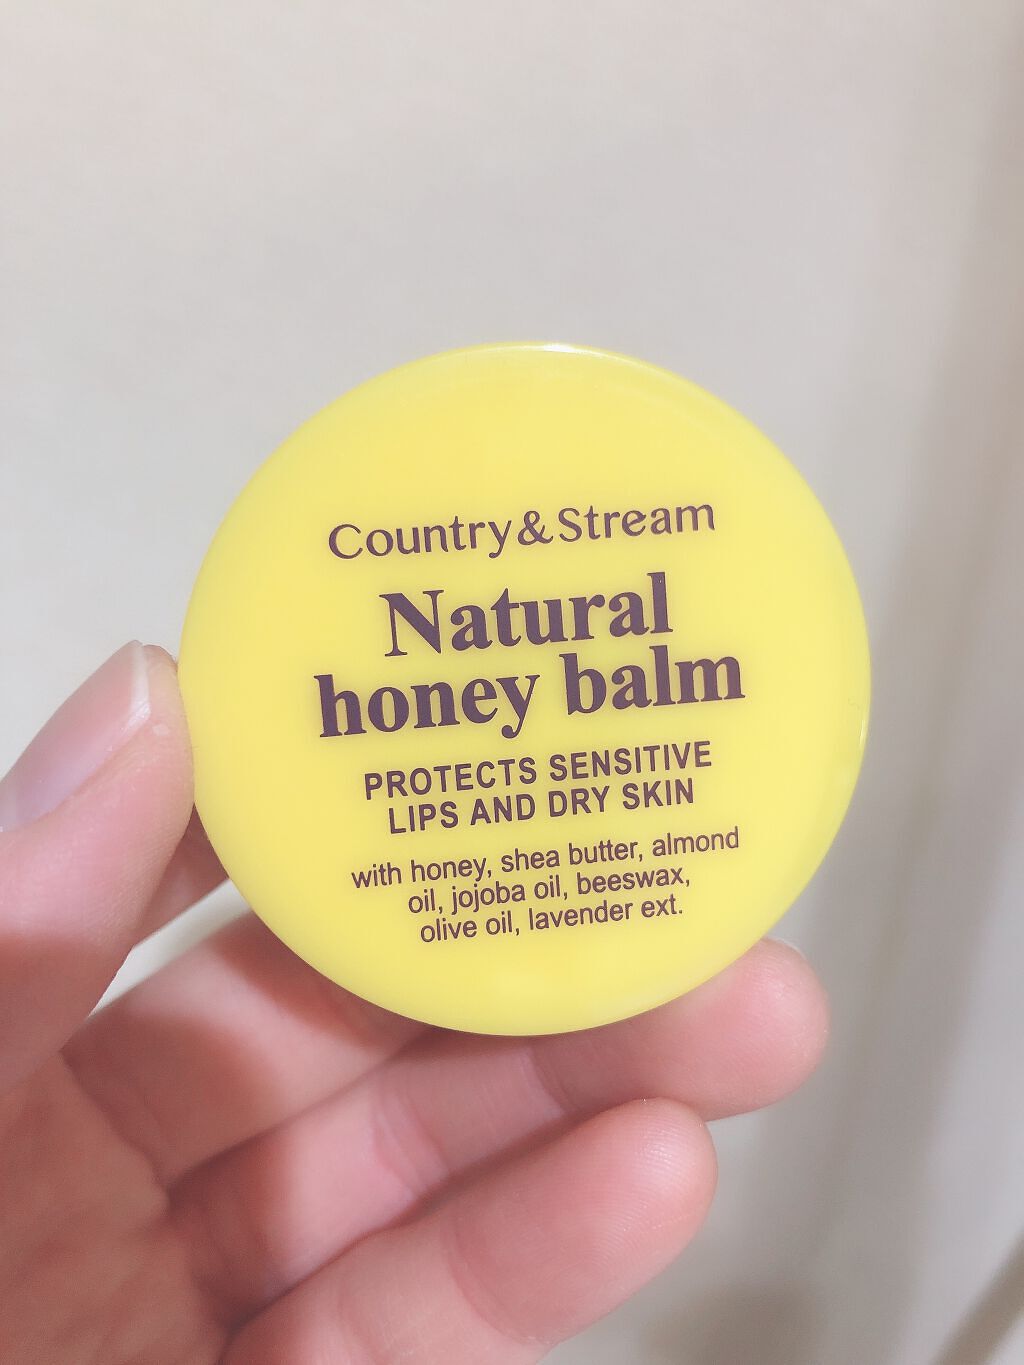 Country&Stream
Natural
honey balm
PROTECTS SENSITIVE
LIPS AND DRY SKIN
with honey, shea butter, almond
oil, jojoba oil, beeswax,
olive oil, lavender ext.